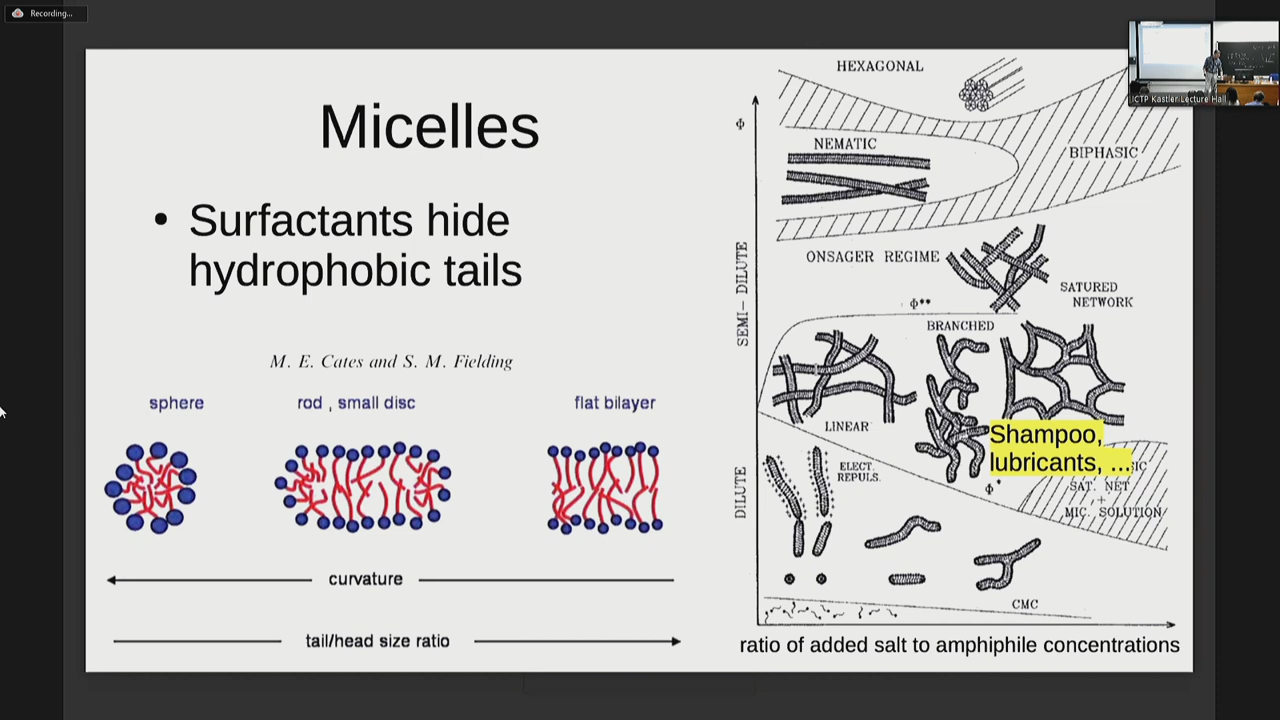 Recording...
ICTP Kastler Lecture Hall
Micelles
• Surfactants hide
hydrophobic tails
M. E. Cates and S. M. Fielding
sphere
rod , small disc
flat bilayer
curvature
tail/head size ratio
HEXAGONAL
Φ
NEMATIC
BIPHASIC
ONSAGER REGIME
SATURED
NETWORK
SEMI- DILUTE
Φ**
BRANCHED
LINEAR
Shampoo,
lubricants, ...
IC
ELECT.
REPULS.
Φ*
SAT. NET
+
MIC. SOLUTION
DILUTE
CMC
ratio of added salt to amphiphile concentrations